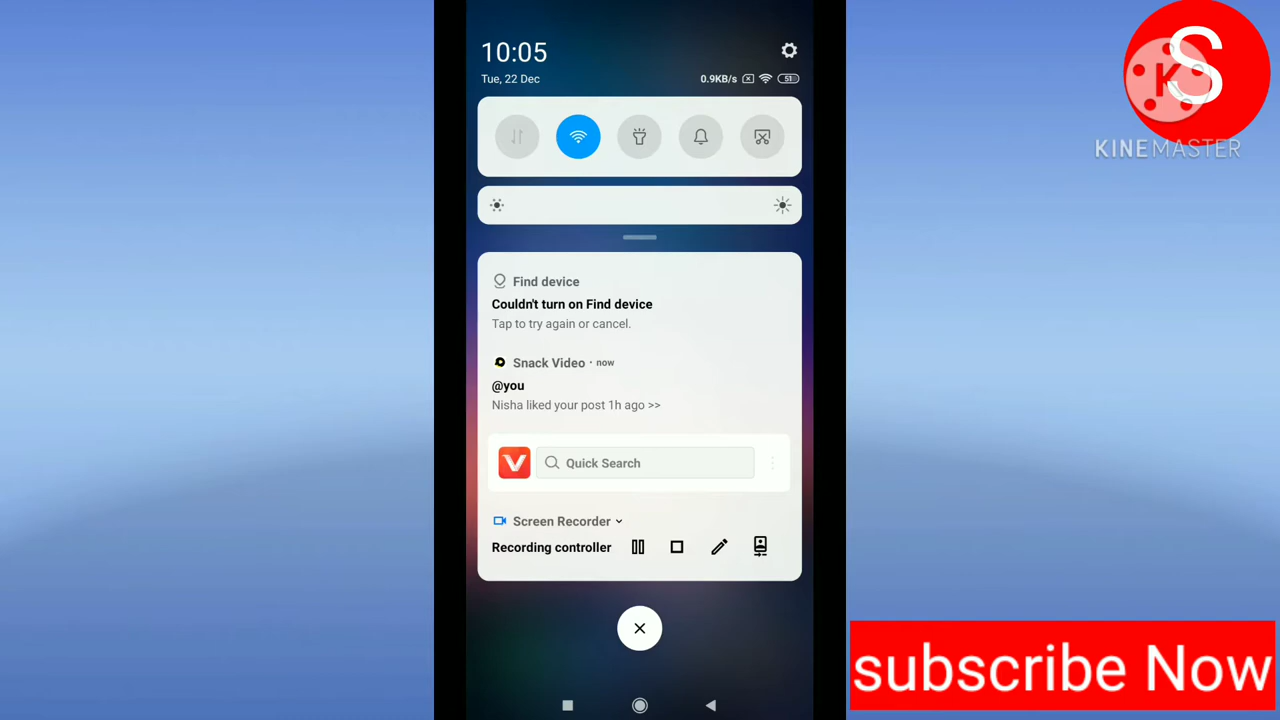 10:05
Tue, 22 Dec
0.9KB/s
51
Find device
Couldn't turn on Find device
Tap to try again or cancel.
Snack Video · now
@you
Nisha liked your post 1h ago >>
V
Quick Search
Screen Recorder
Recording controller
S
K
KINEMASTER
subscribe Now